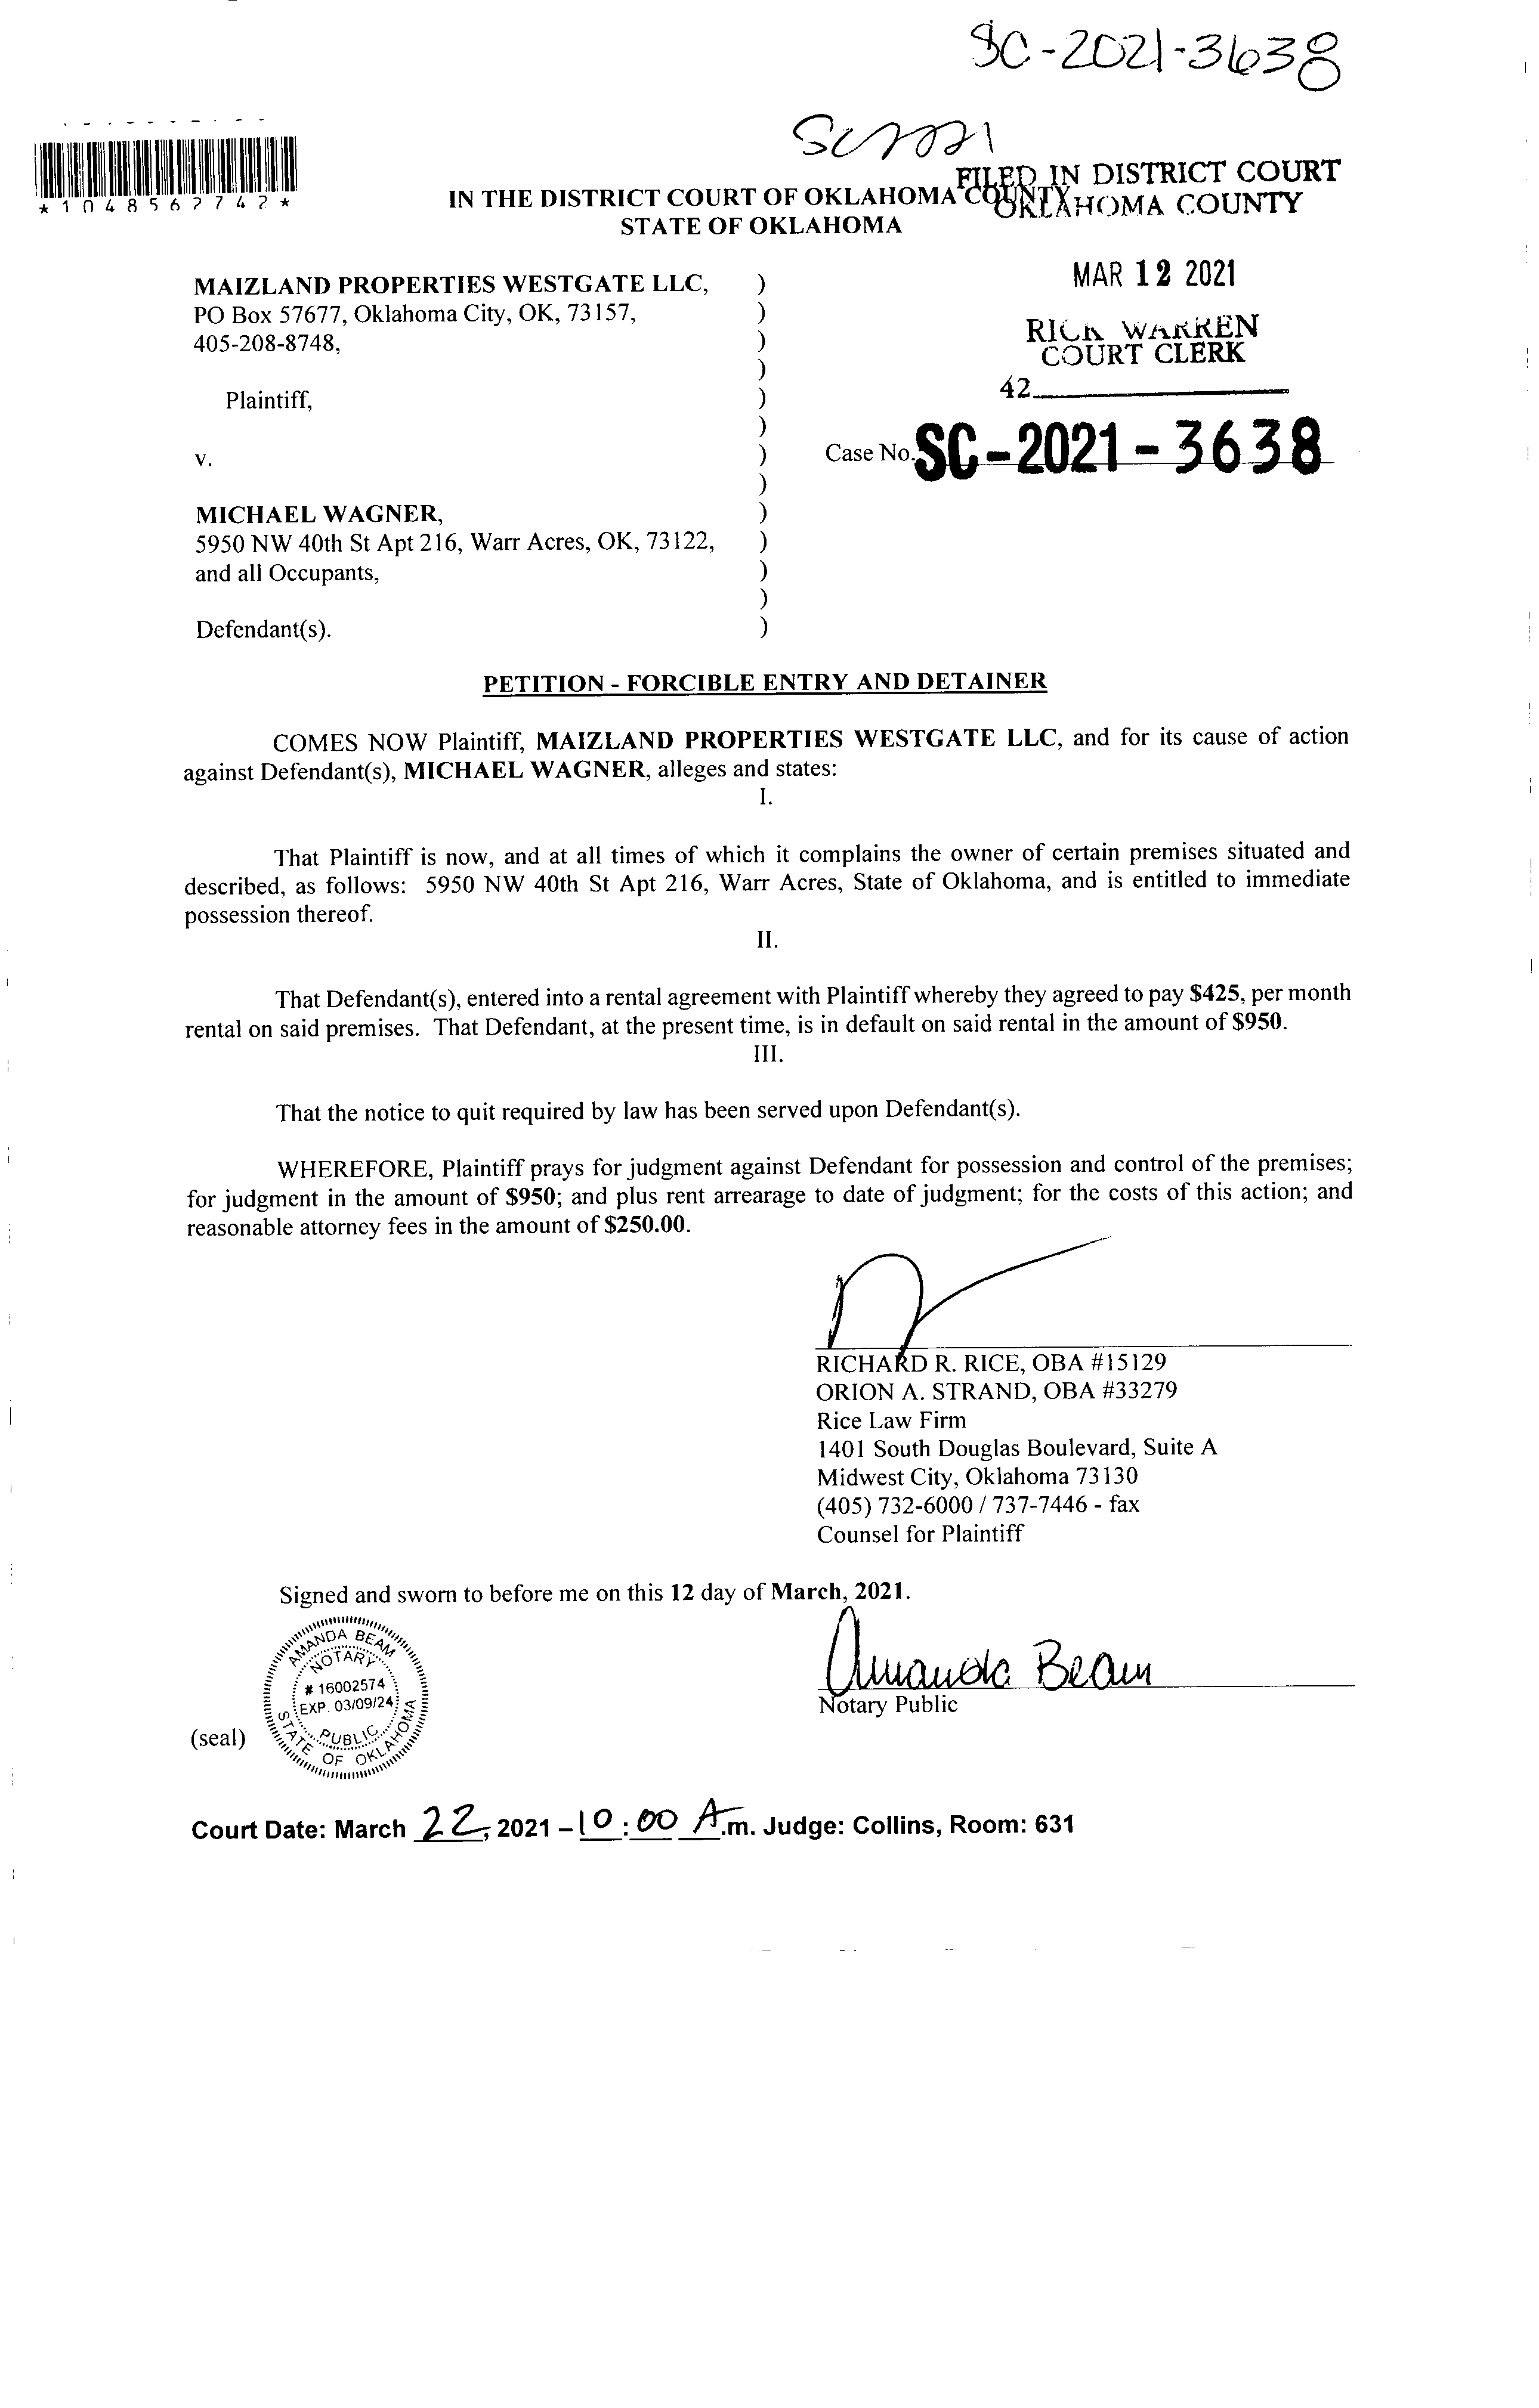 SC-2021-3638
SC2021
*1048562742*
FILED IN DISTRICT COURT
OKLAHOMA COUNTY
IN THE DISTRICT COURT OF OKLAHOMA COUNTY
STATE OF OKLAHOMA
MAR 12 2021
RICK WARREN
COURT CLERK
42
MAIZLAND PROPERTIES WESTGATE LLC, )
PO Box 57677, Oklahoma City, OK, 73157, )
405-208-8748, )
)
Plaintiff, )
)
v. )
Case No. SC-2021-3638
)
MICHAEL WAGNER, )
5950 NW 40th St Apt 216, Warr Acres, OK, 73122, )
and all Occupants, )
)
Defendant(s). )
PETITION - FORCIBLE ENTRY AND DETAINER
COMES NOW Plaintiff, MAIZLAND PROPERTIES WESTGATE LLC, and for its cause of action
against Defendant(s), MICHAEL WAGNER, alleges and states:
I.
That Plaintiff is now, and at all times of which it complains the owner of certain premises situated and
described, as follows: 5950 NW 40th St Apt 216, Warr Acres, State of Oklahoma, and is entitled to immediate
possession thereof.
II.
That Defendant(s), entered into a rental agreement with Plaintiff whereby they agreed to pay $425, per month
rental on said premises. That Defendant, at the present time, is in default on said rental in the amount of $950.
III.
That the notice to quit required by law has been served upon Defendant(s).
WHEREFORE, Plaintiff prays for judgment against Defendant for possession and control of the premises;
for judgment in the amount of $950; and plus rent arrearage to date of judgment; for the costs of this action; and
reasonable attorney fees in the amount of $250.00.
RICHARD R. RICE, OBA #15129
ORION A. STRAND, OBA #33279
Rice Law Firm
1401 South Douglas Boulevard, Suite A
Midwest City, Oklahoma 73130
(405) 732-6000 / 737-7446 - fax
Counsel for Plaintiff
Signed and sworn to before me on this 12 day of March, 2021.
Amanda Beam
Notary Public
AMANDA BEAM
NOTARY
# 16002574
EXP. 03/09/24
PUBLIC
STATE OF OKLAHOMA
(seal)
Court Date: March 22, 2021 – 10:00 A.m. Judge: Collins, Room: 631